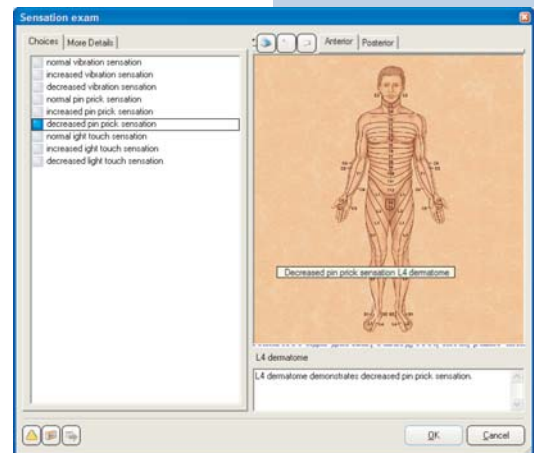 Sensation exam
Choices
More Details
Anterior
Posterior
normal vibration sensation
increased vibration sensation
decreased vibration sensation
normal pin prick sensation
increased pin prick sensation
decreased pin prick sensation
normal ight touch sensation
increased ight touch sensation
decreased light touch sensation
Decreased pin prick sensation L4 dermatome
L4 dermatome
L4 dermatome demonstrates decreased pin prick sensation.
OK
Cancel